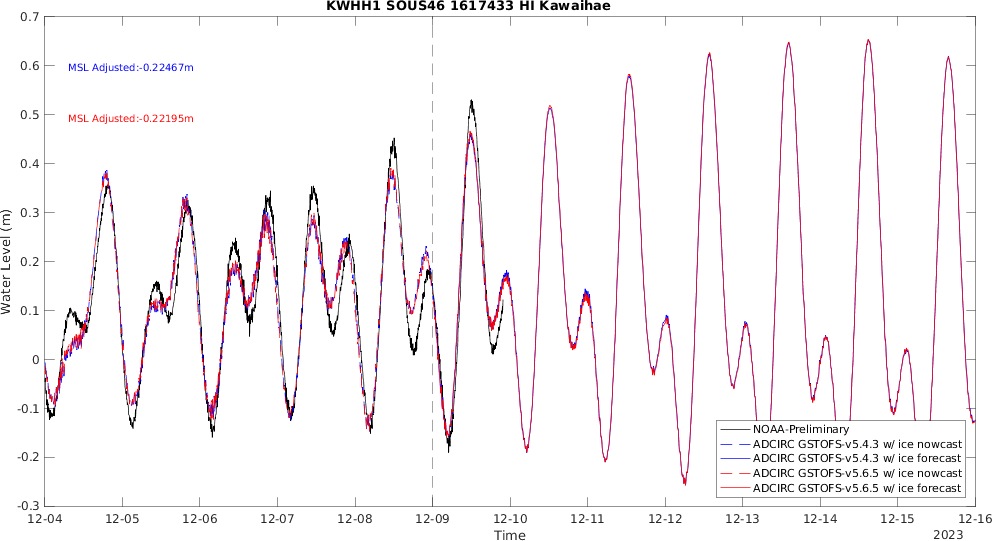 KWHH1 SOUS46 1617433 HI Kawaihae
MSL Adjusted:-0.22467m
MSL Adjusted:-0.22195m
Water Level (m)
0.7
0.6
0.5
0.4
0.3
0.2
0.1
0
-0.1
-0.2
-0.3
NOAA-Preliminary
ADCIRC GSTOFS-v5.4.3 w/ ice nowcast
ADCIRC GSTOFS-v5.4.3 w/ ice forecast
ADCIRC GSTOFS-v5.6.5 w/ ice nowcast
ADCIRC GSTOFS-v5.6.5 w/ ice forecast
12-04 12-05 12-06 12-07 12-08 12-09 12-10 12-11 12-12 12-13 12-14 12-15 12-16
Time
2023